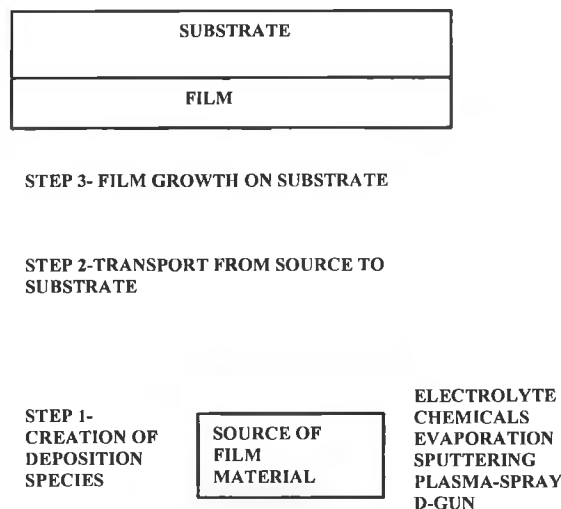 SUBSTRATE
FILM
STEP 3- FILM GROWTH ON SUBSTRATE
STEP 2-TRANSPORT FROM SOURCE TO
SUBSTRATE
STEP 1-
CREATION OF
DEPOSITION
SPECIES
SOURCE OF
FILM
MATERIAL
ELECTROLYTE
CHEMICALS
EVAPORATION
SPUTTERING
PLASMA-SPRAY
D-GUN